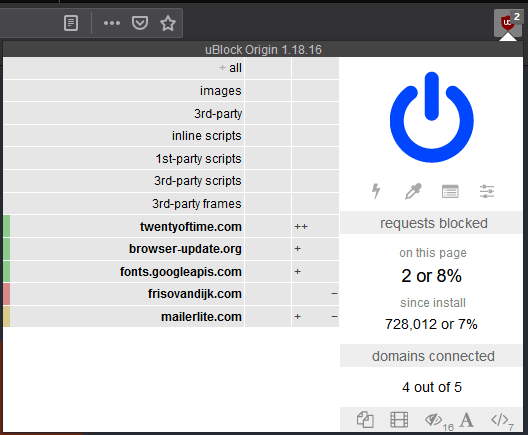 2
uBlock Origin 1.18.16
+ all
images
3rd-party
inline scripts
1st-party scripts
3rd-party scripts
3rd-party frames
twentyoftime.com ++
browser-update.org +
fonts.googleapis.com +
frisovandijk.com −
mailerlite.com + −
requests blocked
on this page
2 or 8%
since install
728,012 or 7%
domains connected
4 out of 5
16 A </> 7